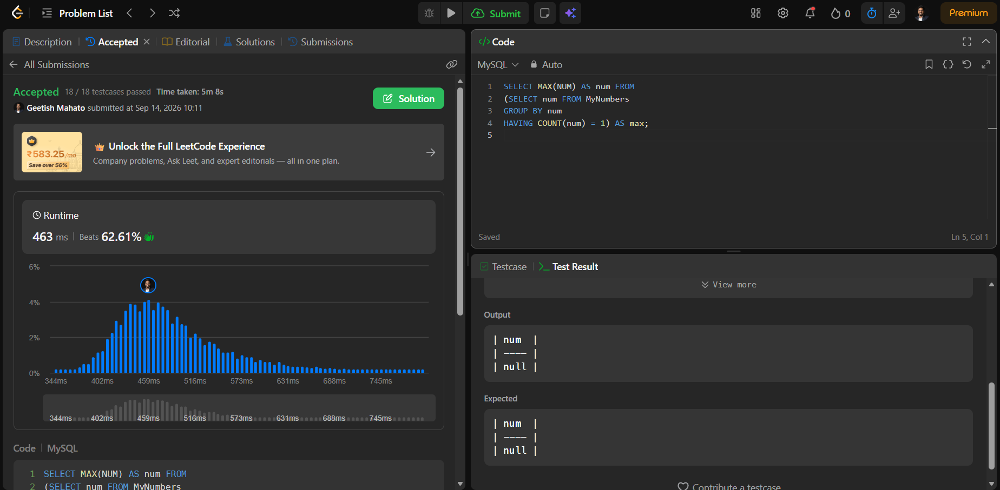 Problem List
Submit
0
Premium
Description
Accepted
Editorial
Solutions
Submissions
All Submissions
Accepted 18 / 18 testcases passed Time taken: 5m 8s
Geetish Mahato submitted at Sep 14, 2026 10:11
Solution
₹583.25/mo
Save over 56%
Unlock the Full LeetCode Experience
Company problems, Ask Leet, and expert editorials — all in one plan.
Runtime
463 ms | Beats 62.61%
6%
4%
2%
0%
344ms 402ms 459ms 516ms 573ms 631ms 688ms 745ms
344ms 402ms 459ms 516ms 573ms 631ms 688ms 745ms
Code | MySQL
1 SELECT MAX(NUM) AS num FROM
2 (SELECT num FROM MyNumbers
</> Code
MySQL
Auto
1 SELECT MAX(NUM) AS num FROM
2 (SELECT num FROM MyNumbers
3 GROUP BY num
4 HAVING COUNT(num) = 1) AS max;
5
Saved
Ln 5, Col 1
Testcase
Test Result
View more
Output
| num |
| ---- |
| null |
Expected
| num |
| ---- |
| null |
Contribute a testcase